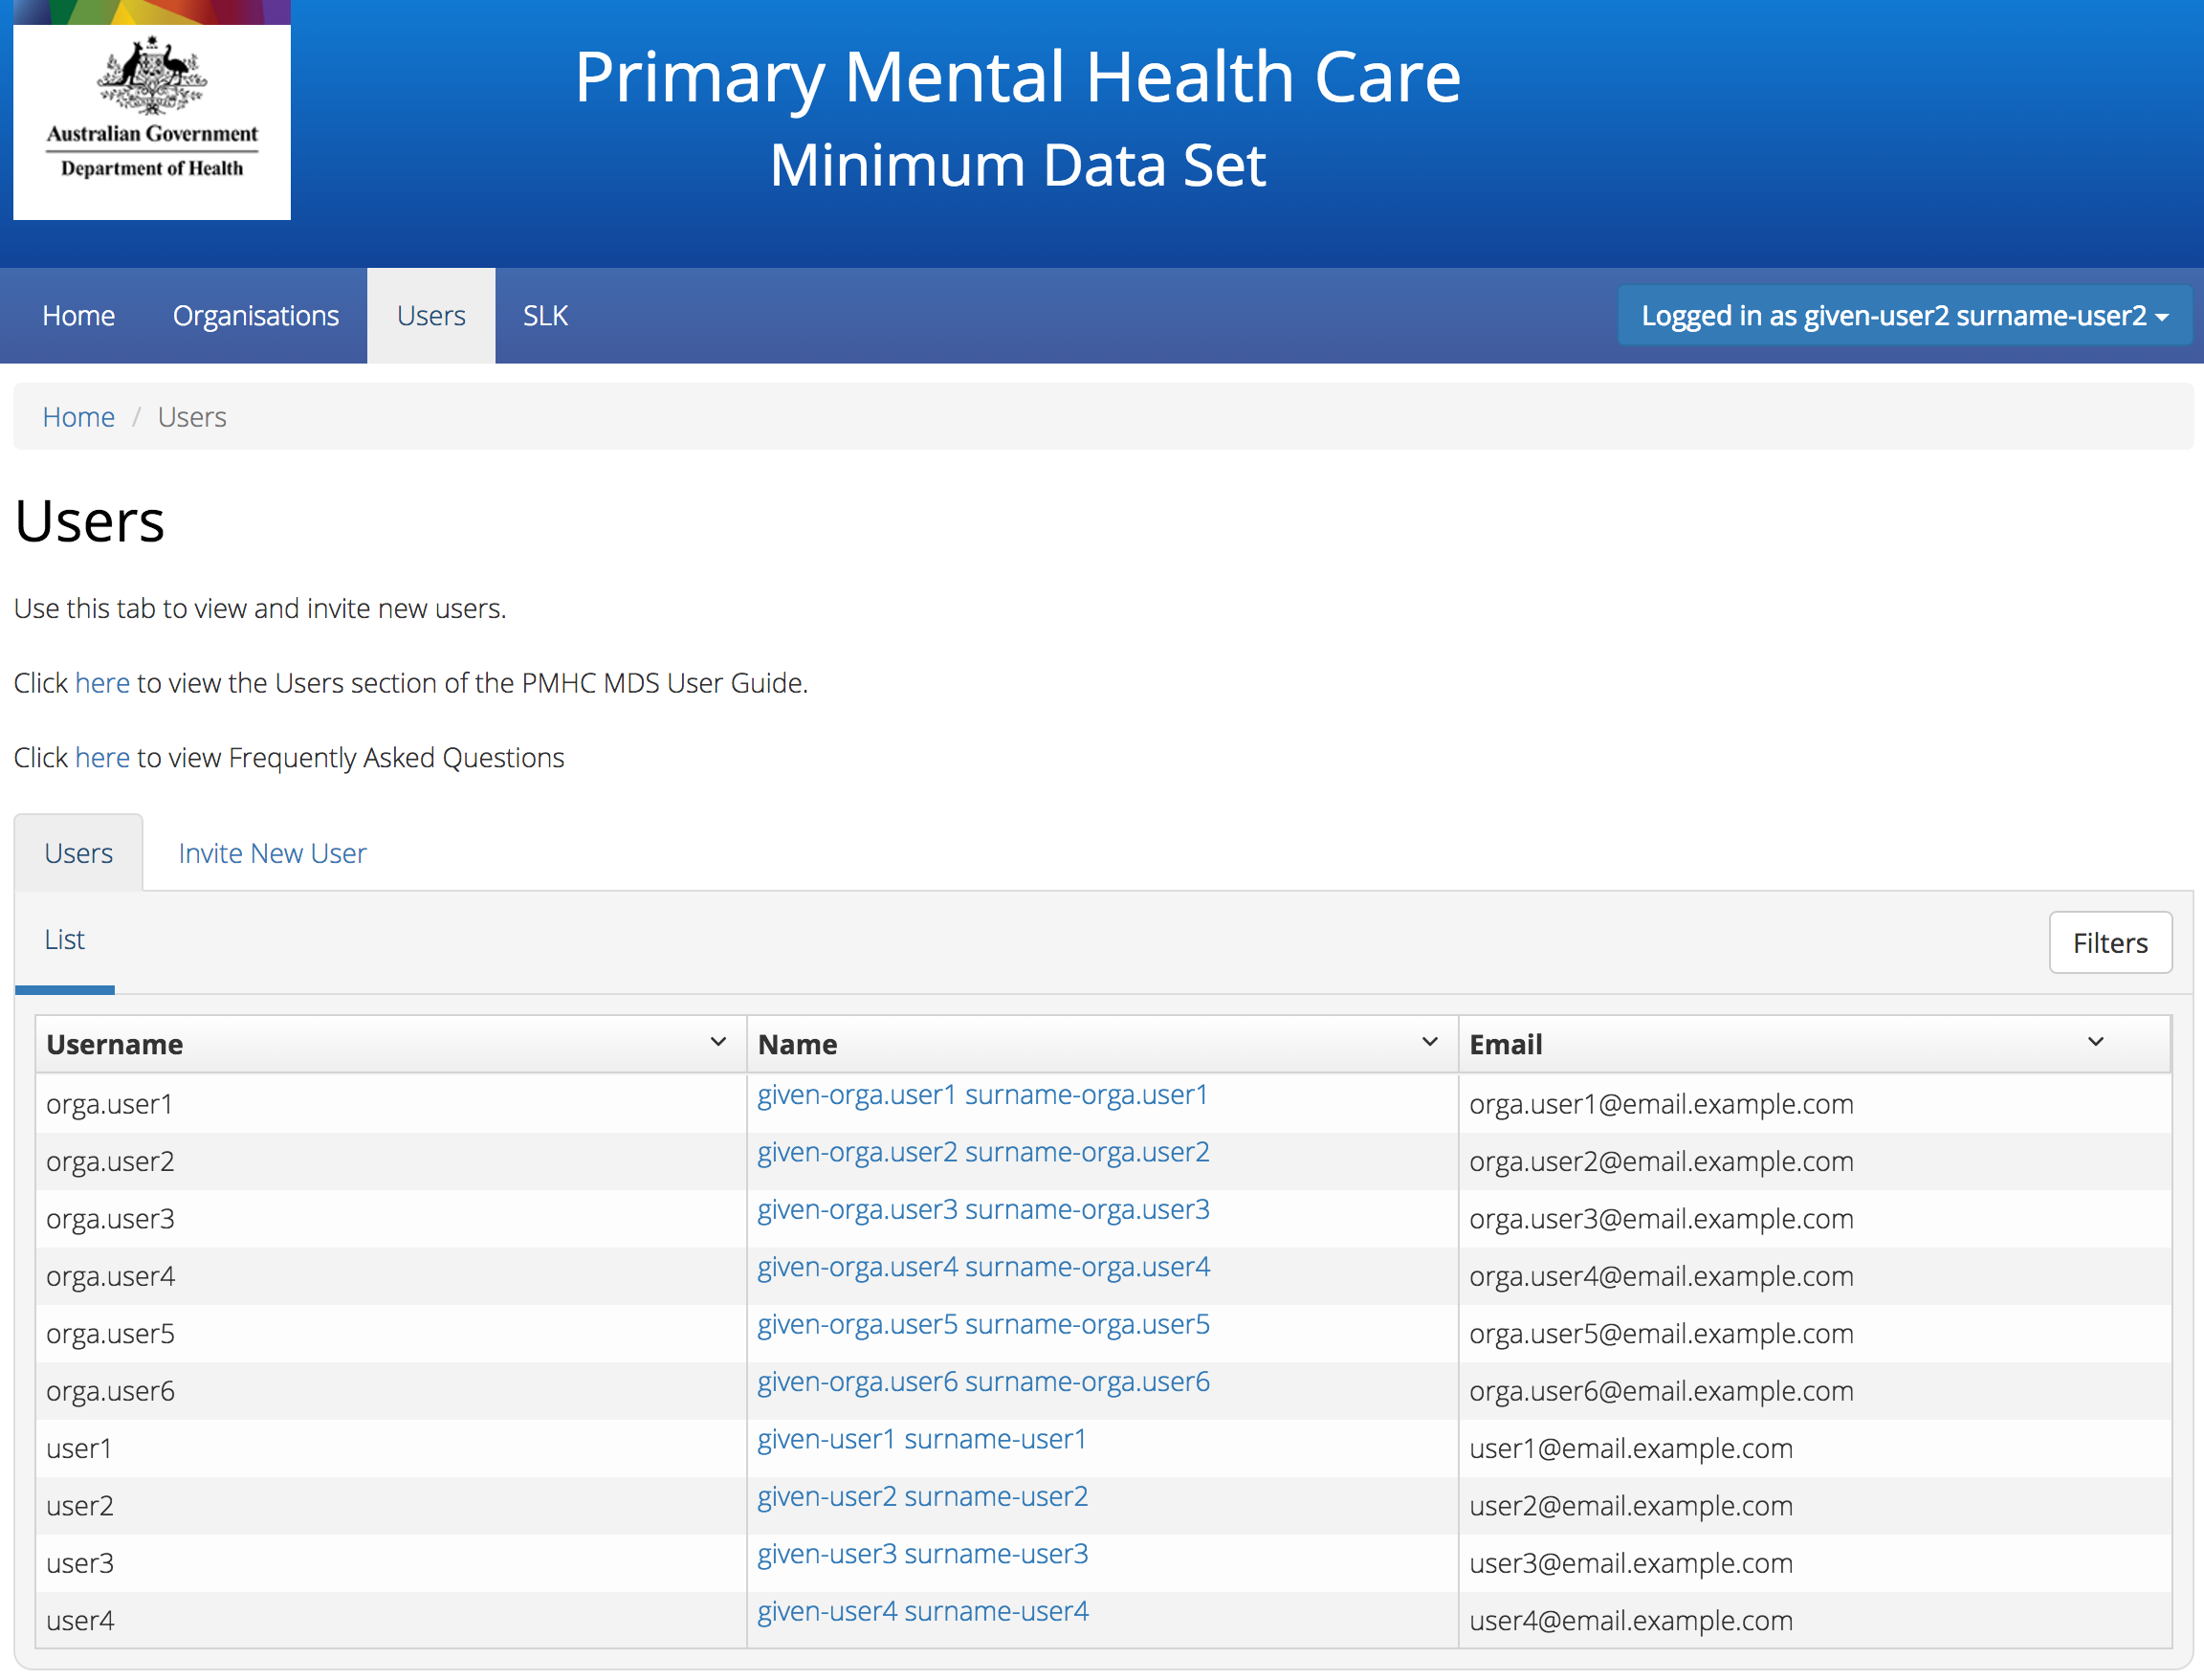 Australian Government
Department of Health
Primary Mental Health Care
Minimum Data Set
Home Organisations Users SLK Logged in as given-user2 surname-user2
Home / Users
Users
Use this tab to view and invite new users.
Click here to view the Users section of the PMHC MDS User Guide.
Click here to view Frequently Asked Questions
Users Invite New User
List Filters
Username Name Email
orga.user1 given-orga.user1 surname-orga.user1 orga.user1@email.example.com
orga.user2 given-orga.user2 surname-orga.user2 orga.user2@email.example.com
orga.user3 given-orga.user3 surname-orga.user3 orga.user3@email.example.com
orga.user4 given-orga.user4 surname-orga.user4 orga.user4@email.example.com
orga.user5 given-orga.user5 surname-orga.user5 orga.user5@email.example.com
orga.user6 given-orga.user6 surname-orga.user6 orga.user6@email.example.com
user1 given-user1 surname-user1 user1@email.example.com
user2 given-user2 surname-user2 user2@email.example.com
user3 given-user3 surname-user3 user3@email.example.com
user4 given-user4 surname-user4 user4@email.example.com